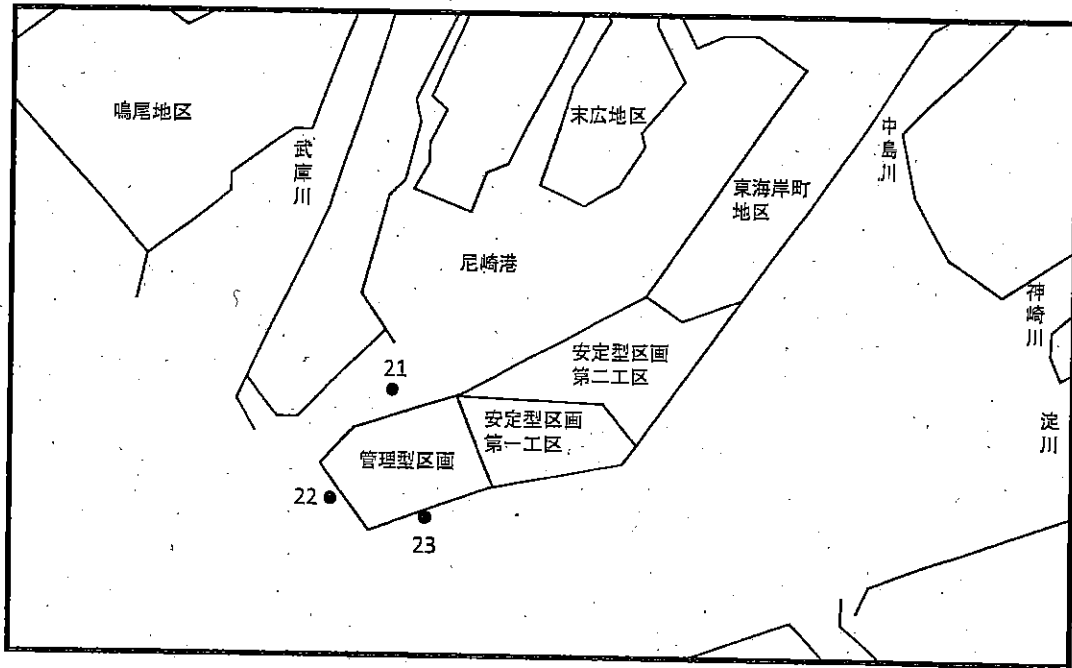 鳴尾地区
武庫川
末広地区
中島川
東海岸町
地区
尼崎港
神崎川
安定型区画
第二工区
21
安定型区画
第一工区
淀川
管理型区画
22
23